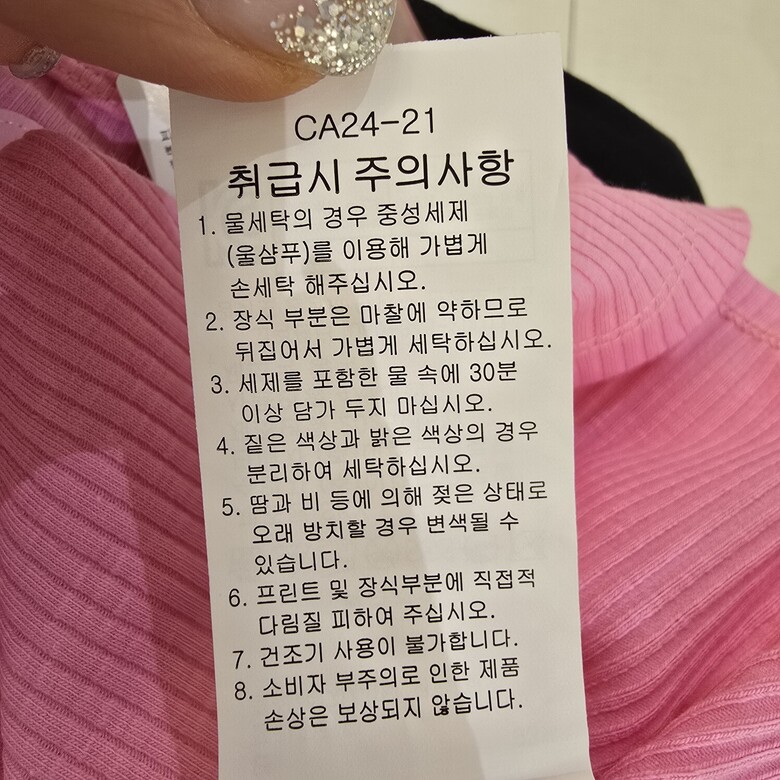 CA24-21
취급시 주의사항
1. 물세탁의 경우 중성세제
(울샴푸)를 이용해 가볍게
손세탁 해주십시오.
2. 장식 부분은 마찰에 약하므로
뒤집어서 가볍게 세탁하십시오.
3. 세제를 포함한 물 속에 30분
이상 담가 두지 마십시오.
4. 짙은 색상과 밝은 색상의 경우
분리하여 세탁하십시오.
5. 땀과 비 등에 의해 젖은 상태로
오래 방치할 경우 변색될 수
있습니다.
6. 프린트 및 장식부분에 직접적
다림질 피하여 주십시오.
7. 건조기 사용이 불가합니다.
8. 소비자 부주의로 인한 제품
손상은 보상되지 않습니다.